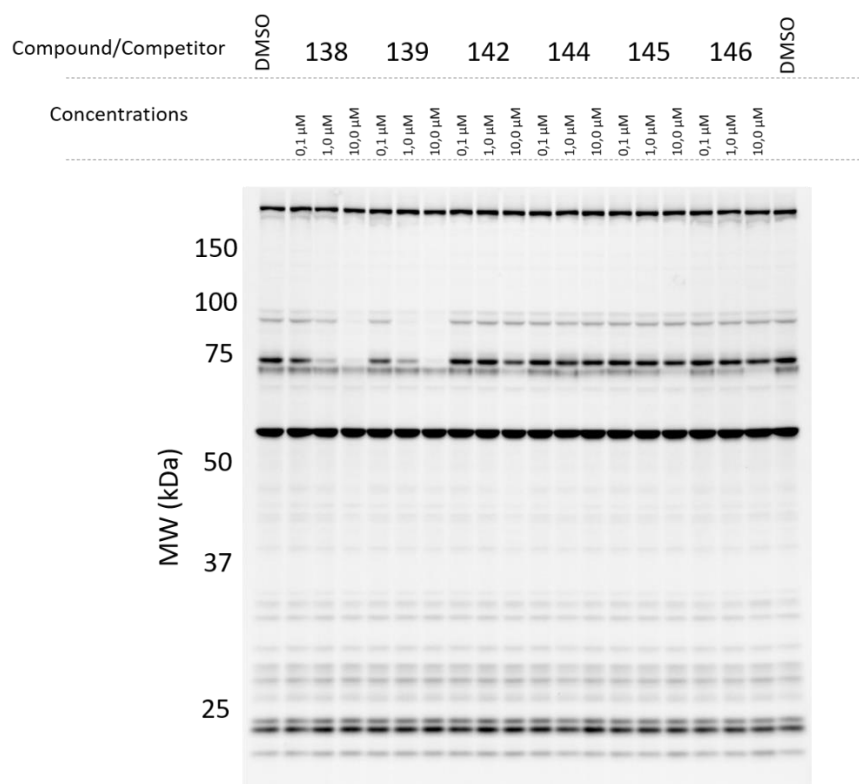 Compound/Competitor DMSO 138 139 142 144 145 146 DMSO
Concentrations 0,1 µM 1,0 µM 10,0 µM 0,1 µM 1,0 µM 10,0 µM 0,1 µM 1,0 µM 10,0 µM 0,1 µM 1,0 µM 10,0 µM 0,1 µM 1,0 µM 10,0 µM 0,1 µM 1,0 µM 10,0 µM
MW (kDa)
150
100
75
50
37
25